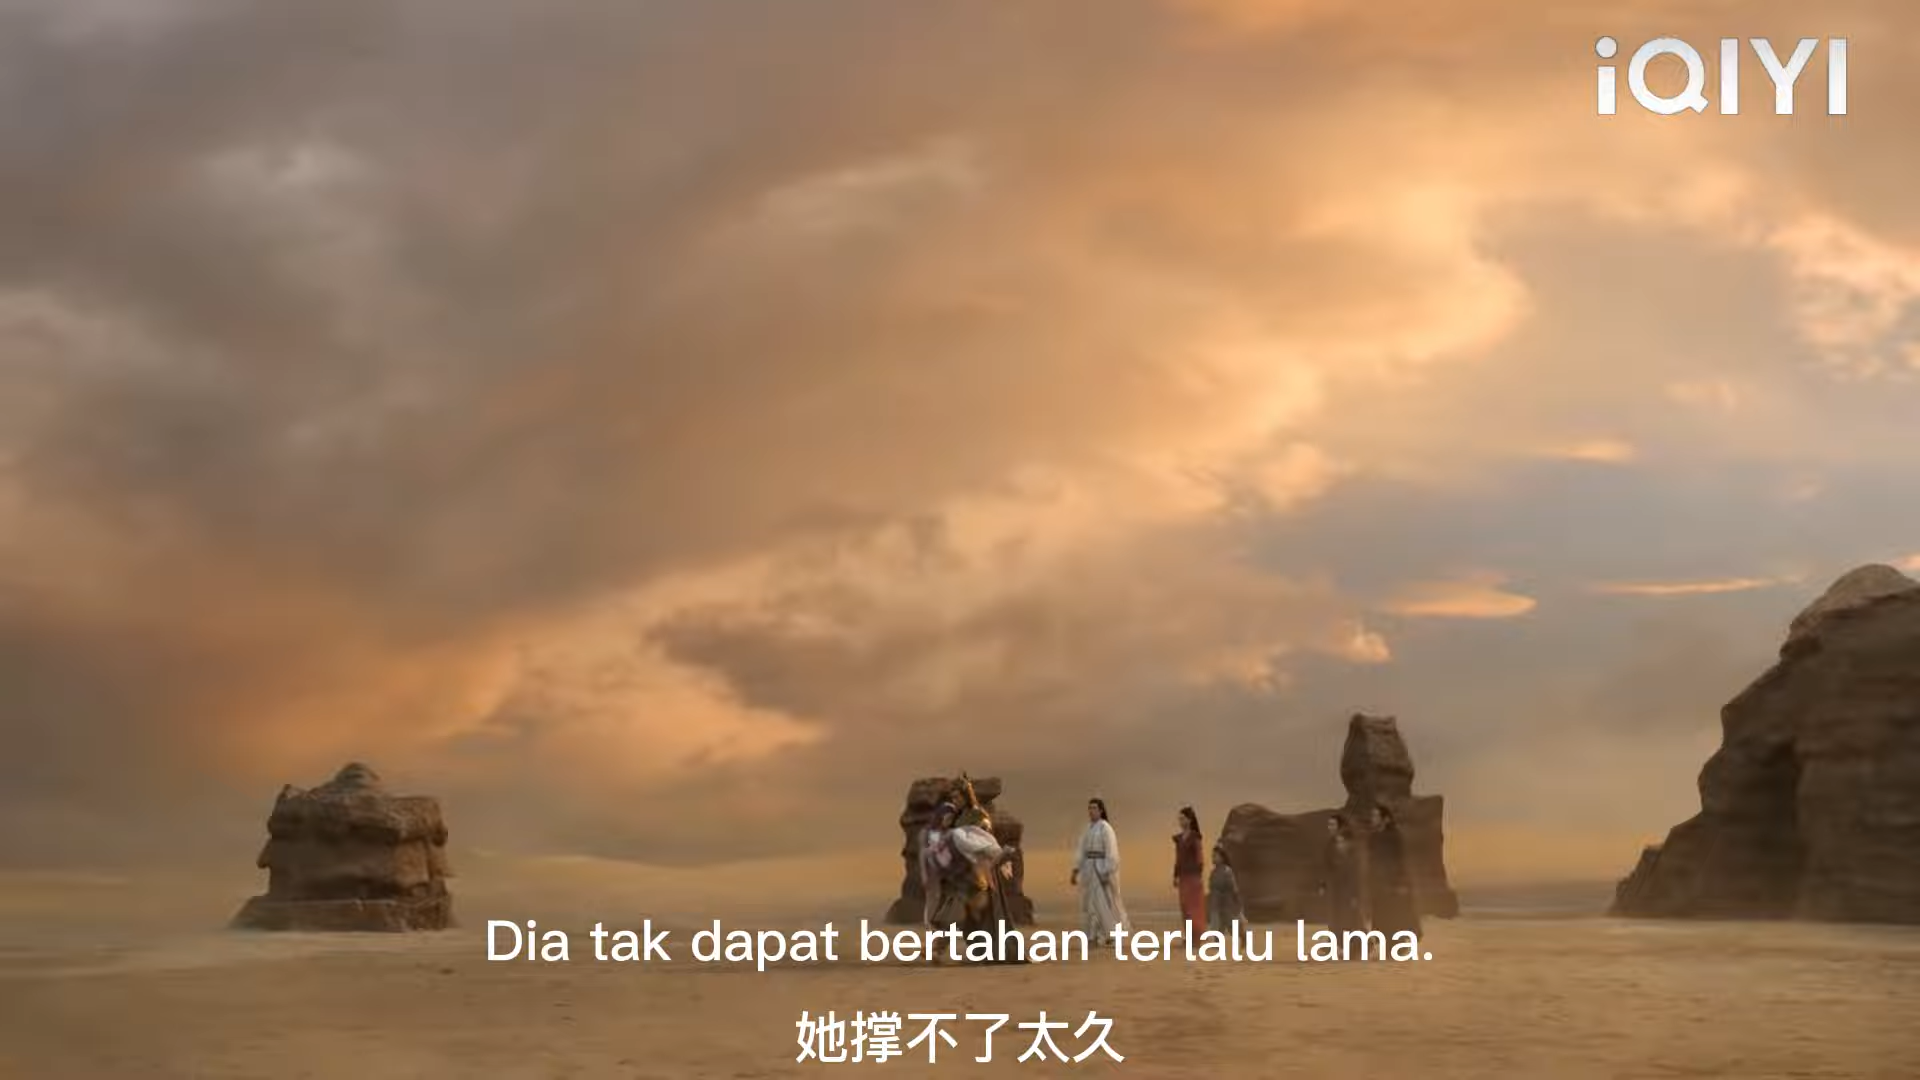 iQIYI
Dia tak dapat bertahan terlalu lama.
她撑不了太久